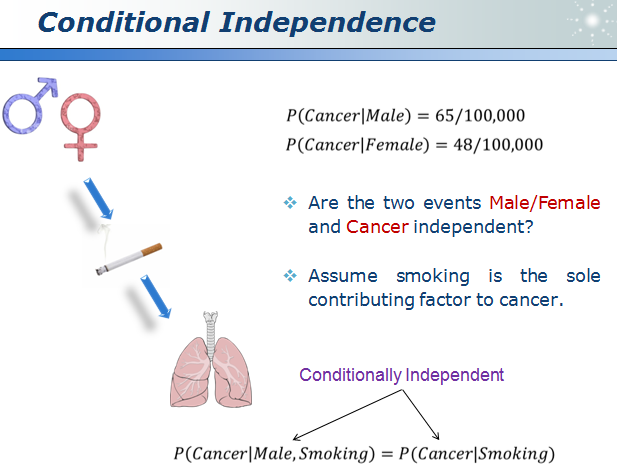 Conditional Independence
P(Cancer|Male) = 65/100,000
P(Cancer|Female) = 48/100,000
Are the two events Male/Female
and Cancer independent?
Assume smoking is the sole
contributing factor to cancer.
Conditionally Independent
P(Cancer|Male, Smoking) = P(Cancer|Smoking)